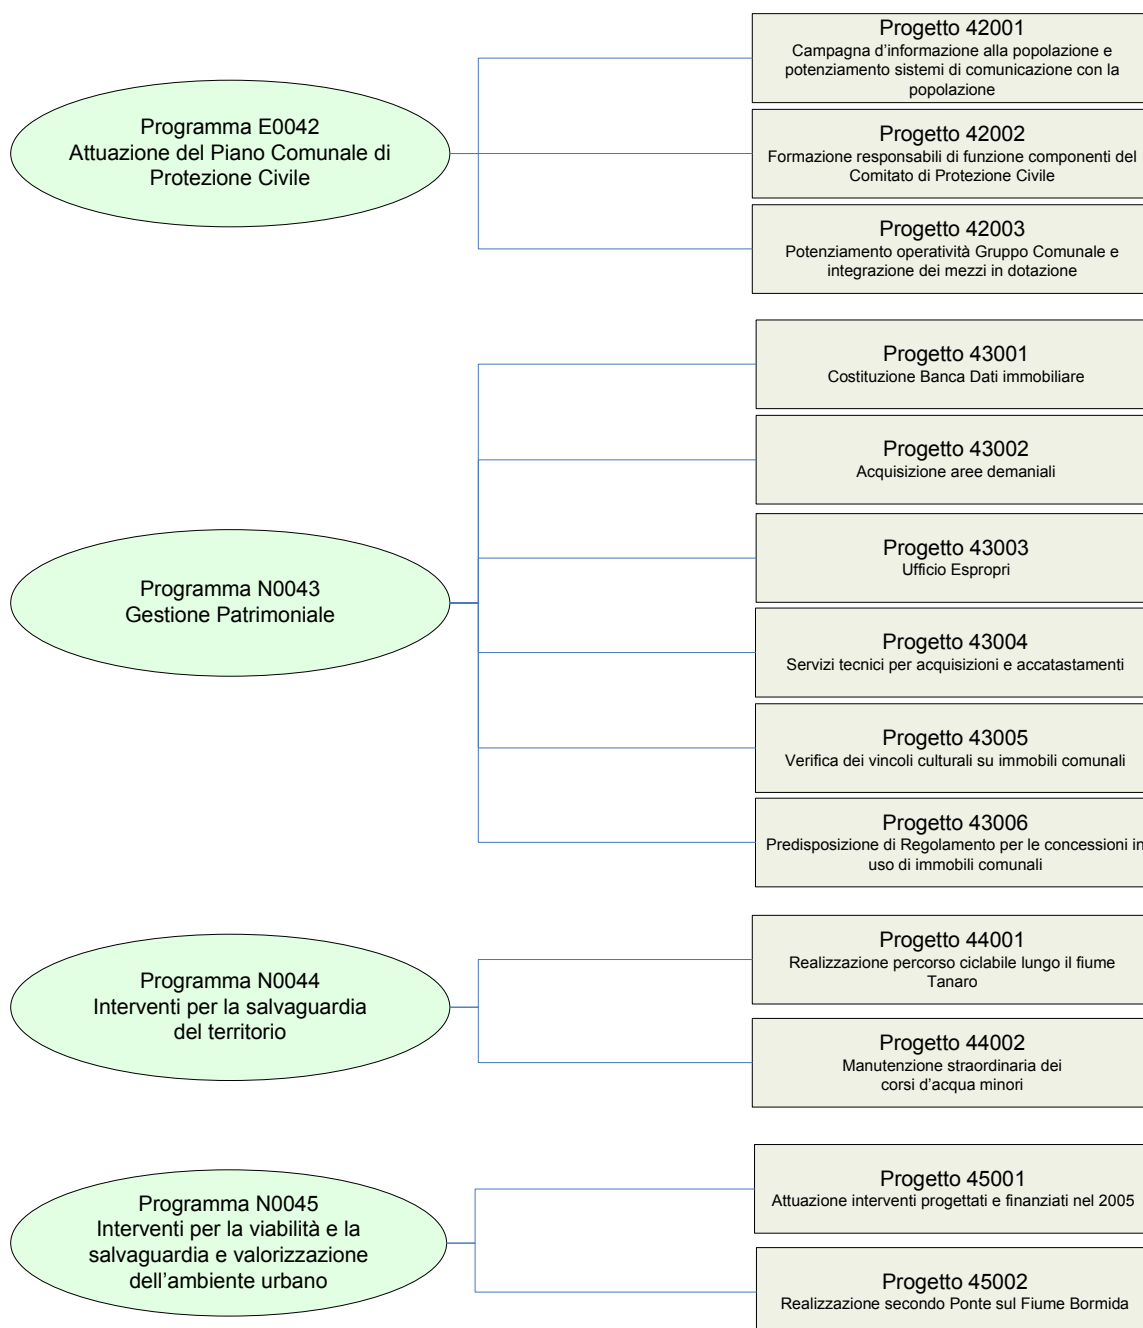 Programma E0042
Attuazione del Piano Comunale di
Protezione Civile
Progetto 42001
Campagna d'informazione alla popolazione e
potenziamento sistemi di comunicazione con la
popolazione
Progetto 42002
Formazione responsabili di funzione componenti del
Comitato di Protezione Civile
Progetto 42003
Potenziamento operatività Gruppo Comunale e
integrazione dei mezzi in dotazione
Programma N0043
Gestione Patrimoniale
Progetto 43001
Costituzione Banca Dati immobiliare
Progetto 43002
Acquisizione aree demaniali
Progetto 43003
Ufficio Espropri
Progetto 43004
Servizi tecnici per acquisizioni e accatastamenti
Progetto 43005
Verifica dei vincoli culturali su immobili comunali
Progetto 43006
Predisposizione di Regolamento per le concessioni in
uso di immobili comunali
Programma N0044
Interventi per la salvaguardia
del territorio
Progetto 44001
Realizzazione percorso ciclabile lungo il fiume
Tanaro
Progetto 44002
Manutenzione straordinaria dei
corsi d'acqua minori
Programma N0045
Interventi per la viabilità e la
salvaguardia e valorizzazione
dell'ambiente urbano
Progetto 45001
Attuazione interventi progettati e finanziati nel 2005
Progetto 45002
Realizzazione secondo Ponte sul Fiume Bormida